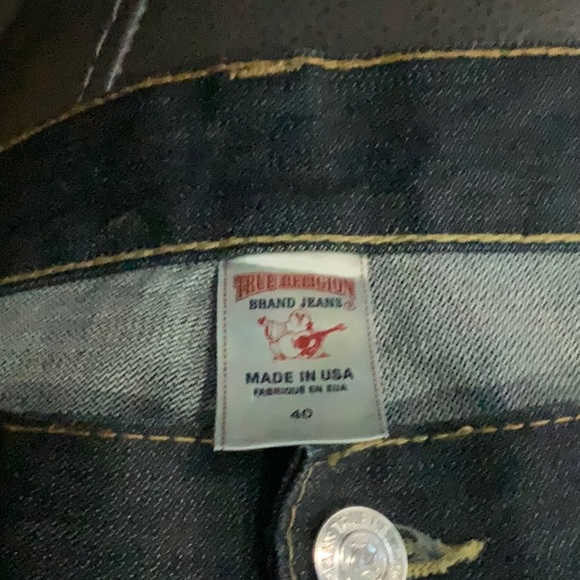 TRUE RELIGION
BRAND JEANS
MADE IN USA
FABRIQUÉ EN EUA
40